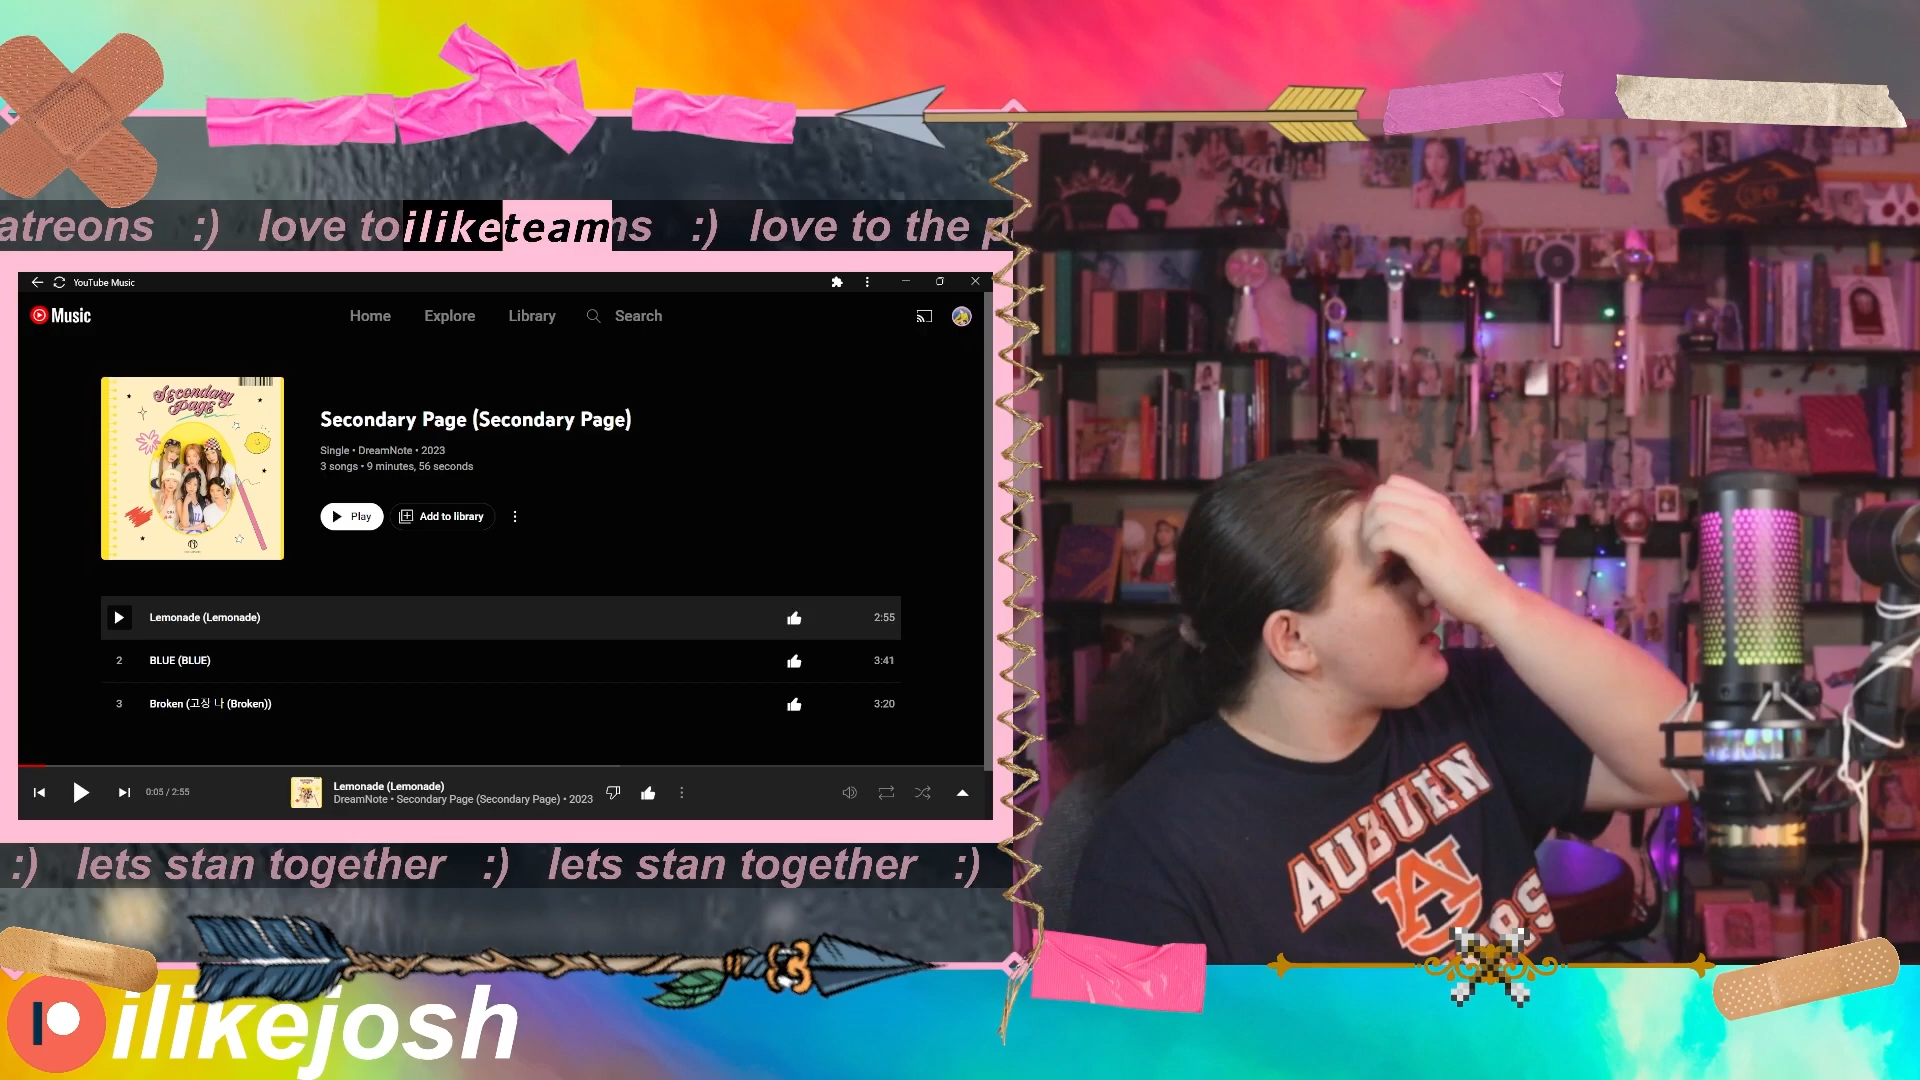 atreons :) love to iliketeam ns :) love to the p
YouTube Music
Music
Home
Explore
Library
Search
Secondary Page
Secondary Page (Secondary Page)
Single • DreamNote • 2023
3 songs • 9 minutes, 56 seconds
Play
Add to library
Lemonade (Lemonade)
2:55
2
BLUE (BLUE)
3:41
3
Broken (고장 나 (Broken))
3:20
0:05 / 2:55
Lemonade (Lemonade)
DreamNote • Secondary Page (Secondary Page) • 2023
:) lets stan together :) lets stan together :)
ilikejosh
AUBURN
AU